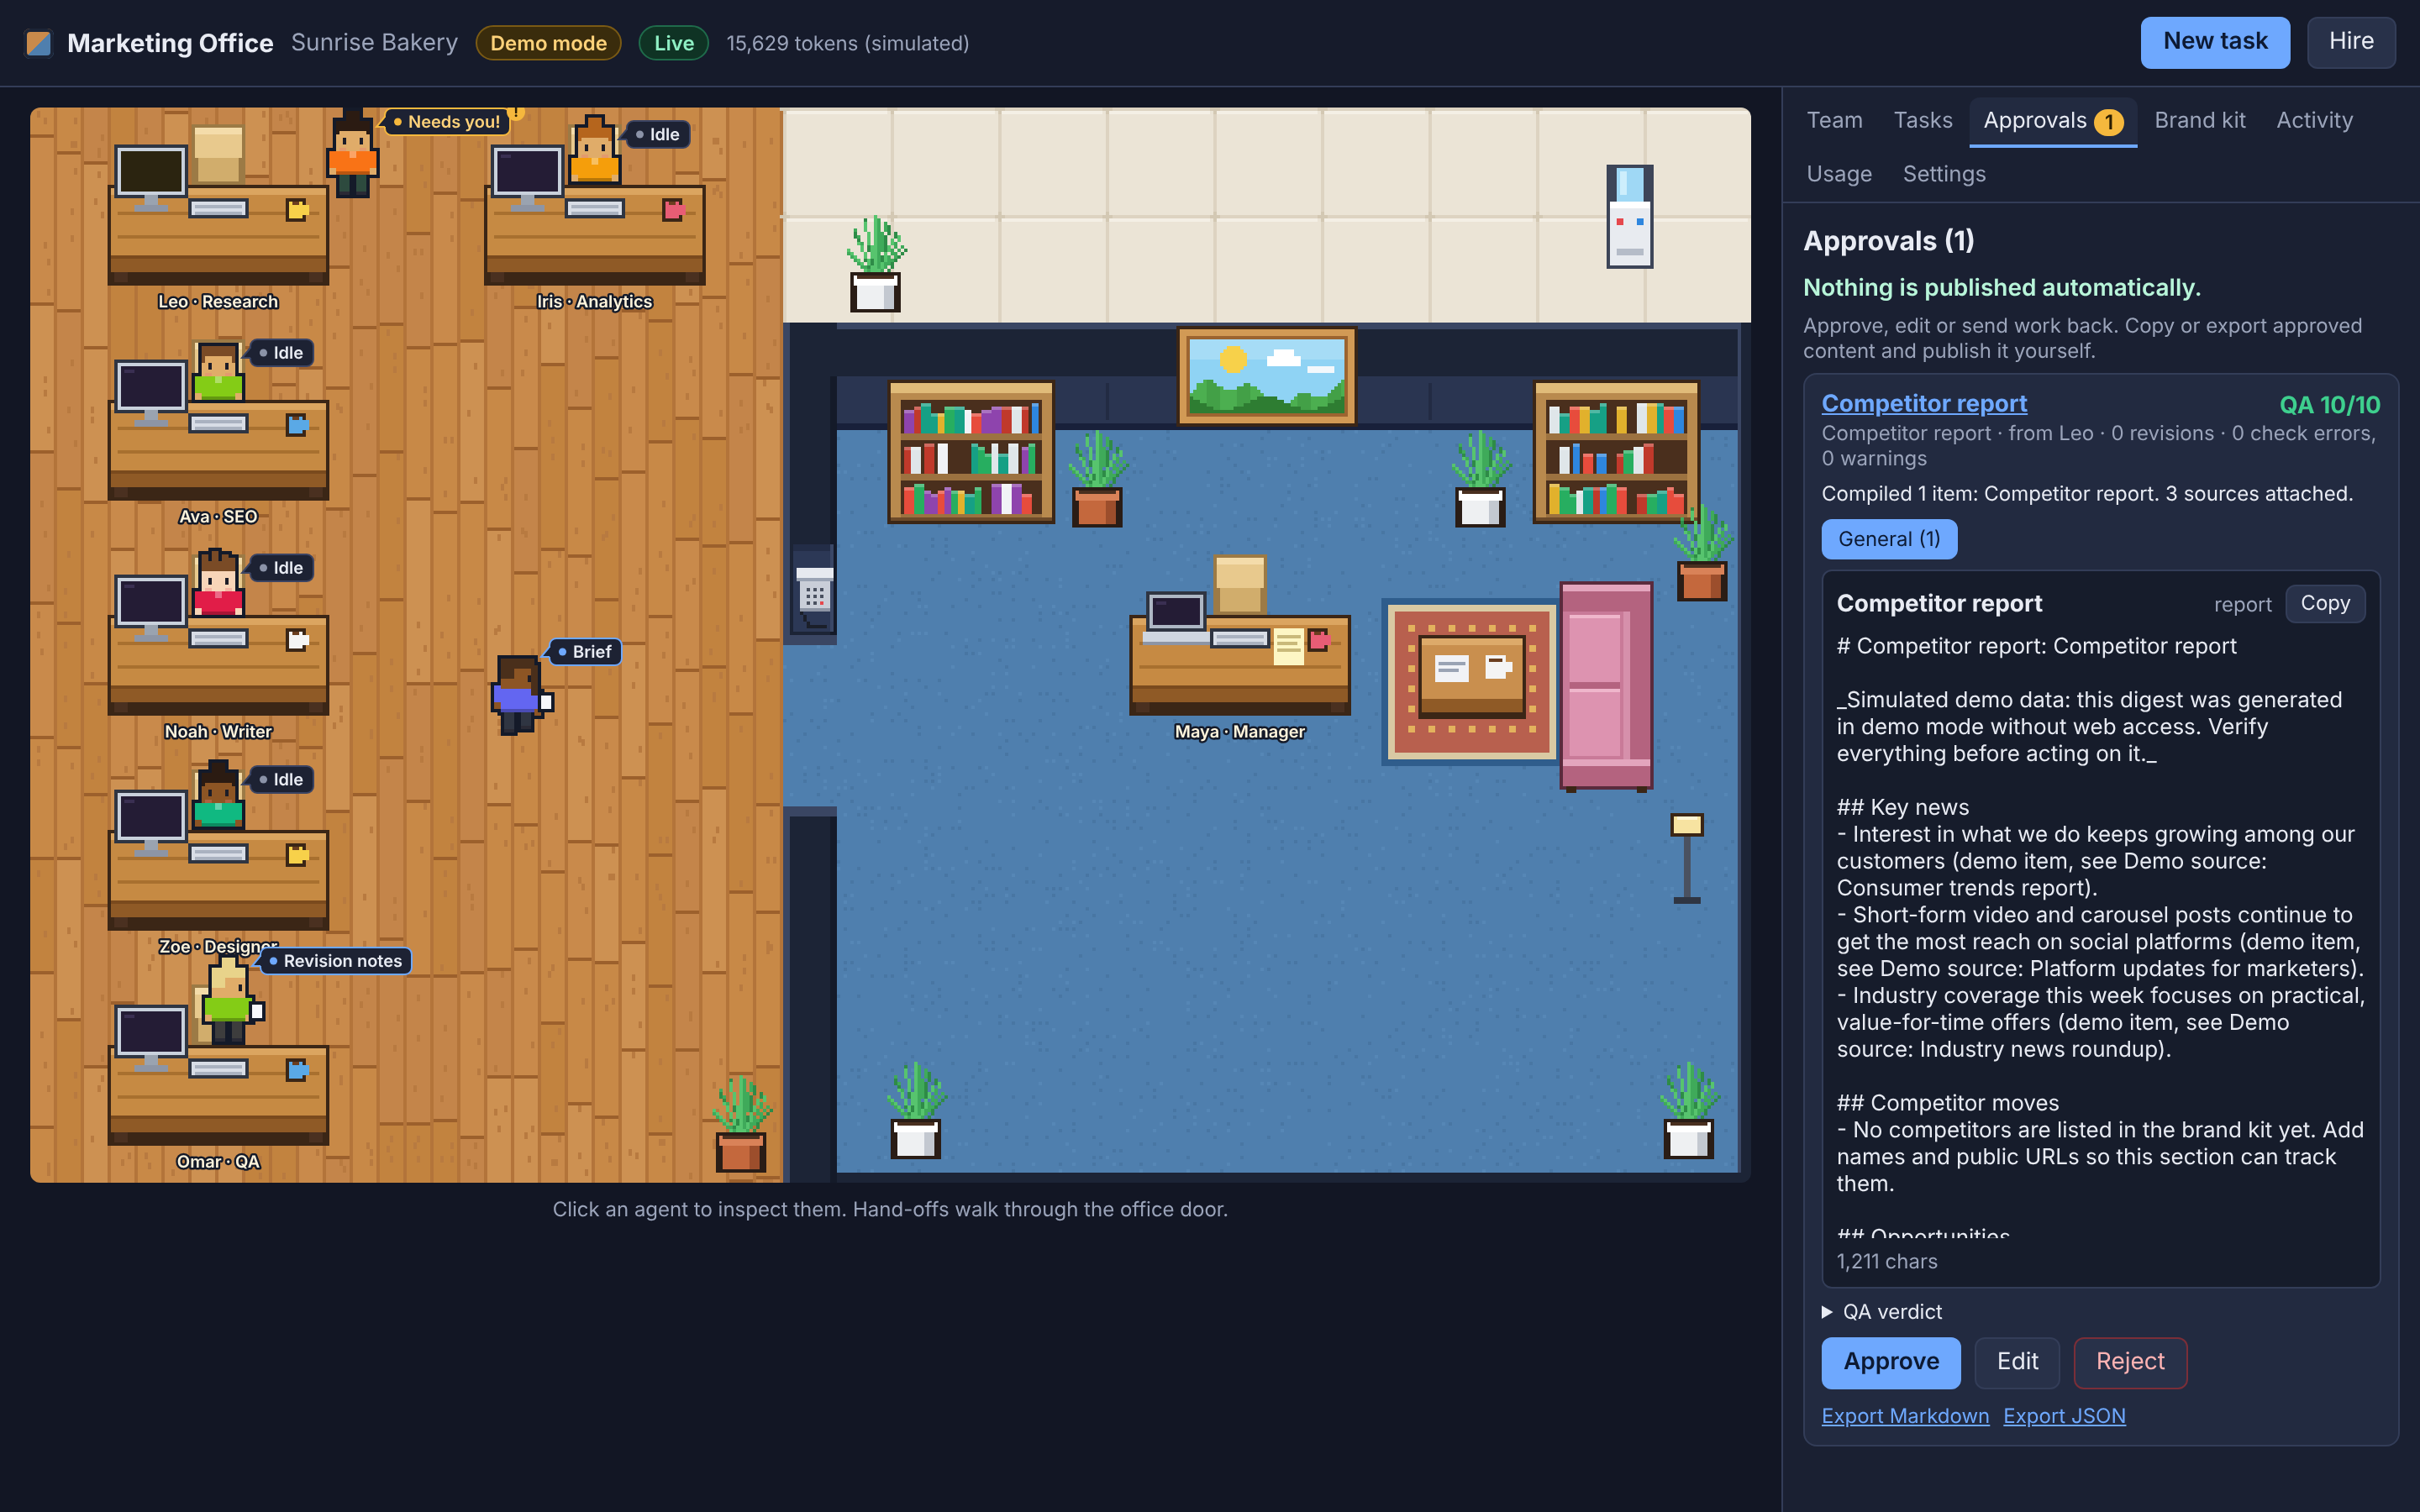 Marketing Office Sunrise Bakery Demo mode Live 15,629 tokens (simulated) New task Hire
Needs you! !
Idle
Leo · Research
Iris · Analytics
Idle
Ava · SEO
Idle
Noah · Writer
Brief
Maya · Manager
Idle
Zoe · Designer
Revision notes
Omar · QA
Click an agent to inspect them. Hand-offs walk through the office door.
Team Tasks Approvals 1 Brand kit Activity
Usage Settings
Approvals (1)
Nothing is published automatically.
Approve, edit or send work back. Copy or export approved
content and publish it yourself.
Competitor report QA 10/10
Competitor report · from Leo · 0 revisions · 0 check errors,
0 warnings
Compiled 1 item: Competitor report. 3 sources attached.
General (1)
Competitor report report Copy
# Competitor report: Competitor report
_Simulated demo data: this digest was generated
in demo mode without web access. Verify
everything before acting on it._
## Key news
- Interest in what we do keeps growing among our
customers (demo item, see Demo source:
Consumer trends report).
- Short-form video and carousel posts continue to
get the most reach on social platforms (demo item,
see Demo source: Platform updates for marketers).
- Industry coverage this week focuses on practical,
value-for-time offers (demo item, see Demo
source: Industry news roundup).
## Competitor moves
- No competitors are listed in the brand kit yet. Add
names and public URLs so this section can track
them.
## Opportunities
1,211 chars
QA verdict
Approve Edit Reject
Export Markdown Export JSON